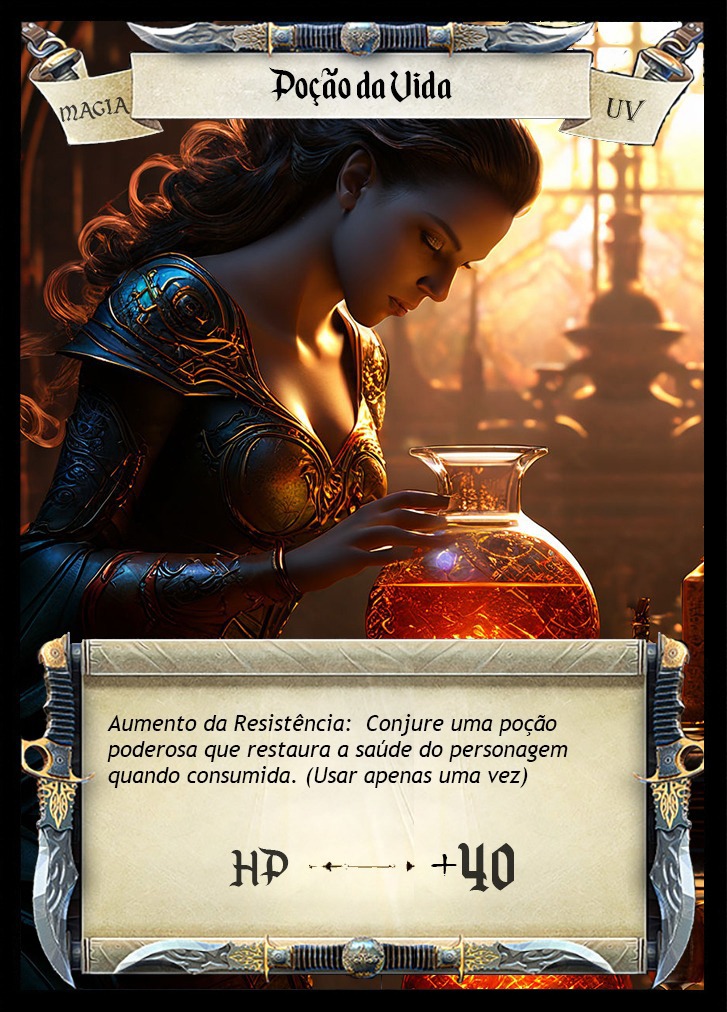 Poção da Vida
MAGIA
UV
Aumento da Resistência: Conjure uma poção
poderosa que restaura a saúde do personagem
quando consumida. (Usar apenas uma vez)
HP +40